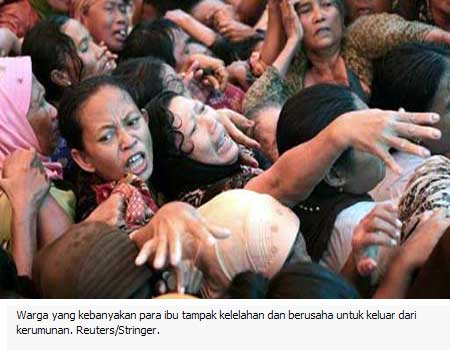 Warga yang kebanyakan para ibu tampak kelelahan dan berusaha untuk keluar dari
kerumunan. Reuters/Stringer.